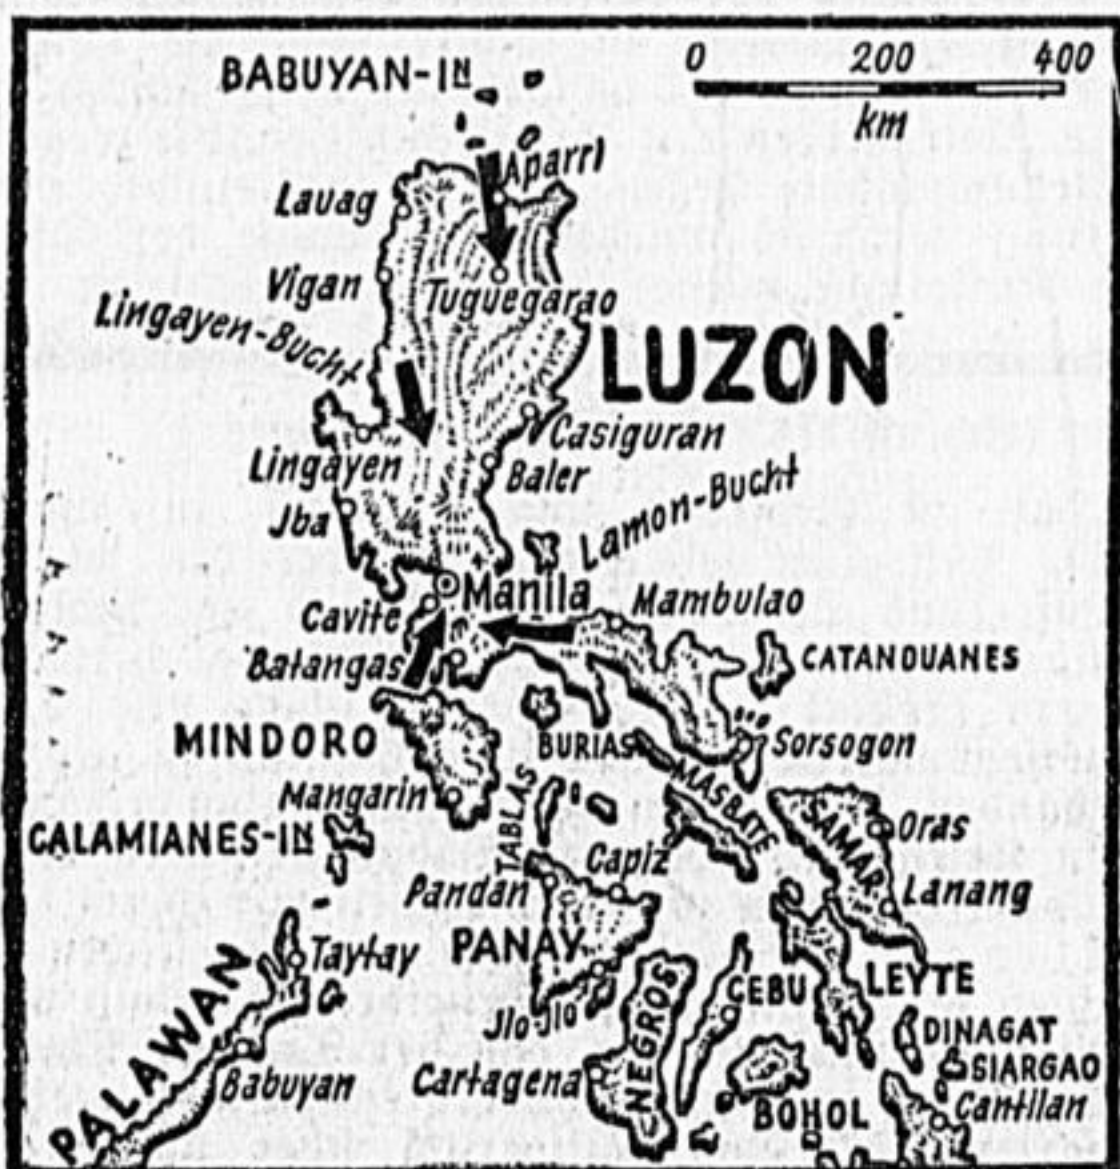 BABUYAN-IN
0 200 400
km
Aparri
Lauag
Vigan
Tuguegarao
Lingayen-Bucht
LUZON
Casiguran
Lingayen
Baler
Jba
Lamon-Bucht
Manila
Cavite
Mambulao
Batangas
CATANDUANES
MINDORO
BURIAS
Sorsogon
Mangarin
TABLAS
MASBATE
CALAMIANES-IN
SAMAR
Oras
Capiz
Pandan
Lanang
PANAY
Taytay
PALAWAN
CEBU
LEYTE
Jlo Jlo
NEGROS
DINAGAT
SIARGAO
Babuyan
Cartagena
BOHOL
Cantilan